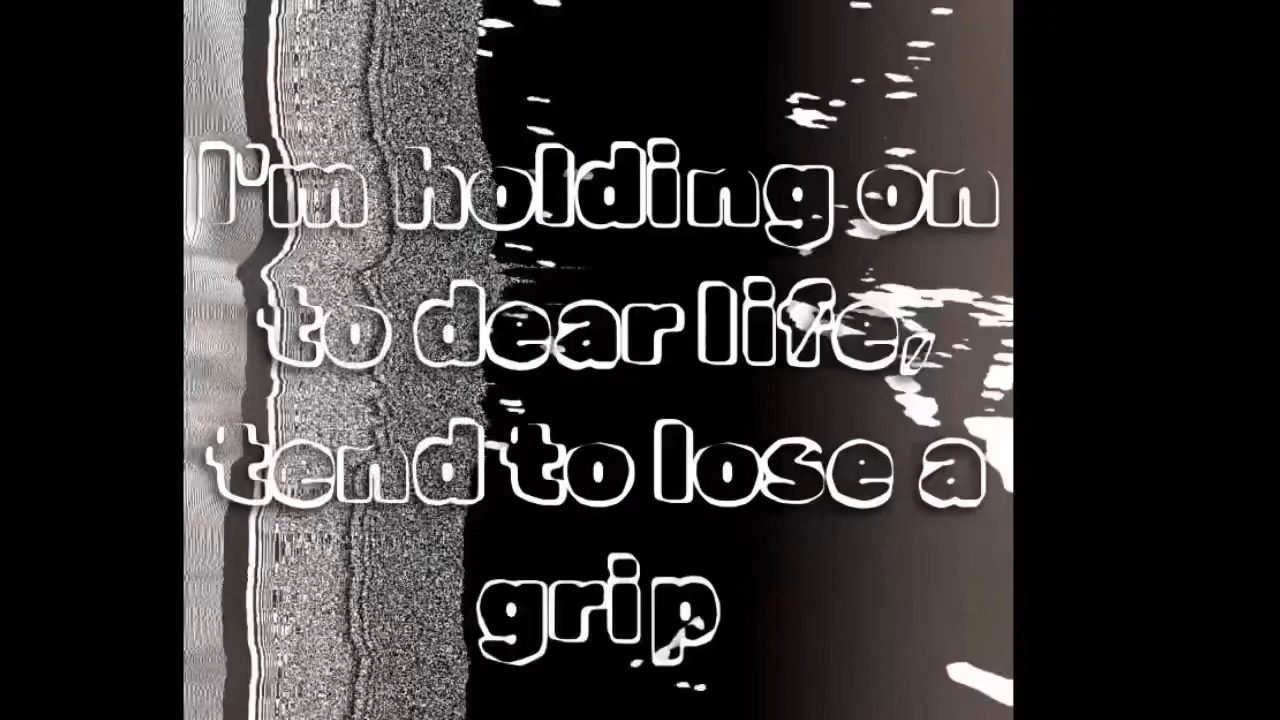 I'm holding on
to dear life,
tend to lose a
grip